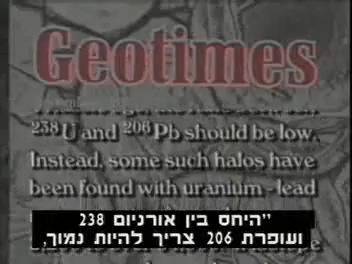 Geotimes
238U and 206Pb should be low.
Instead, some such halos have
been found with uranium - lead
"היחס בין אורניום 238
ועופרת 206 צריך להיות נמוך,